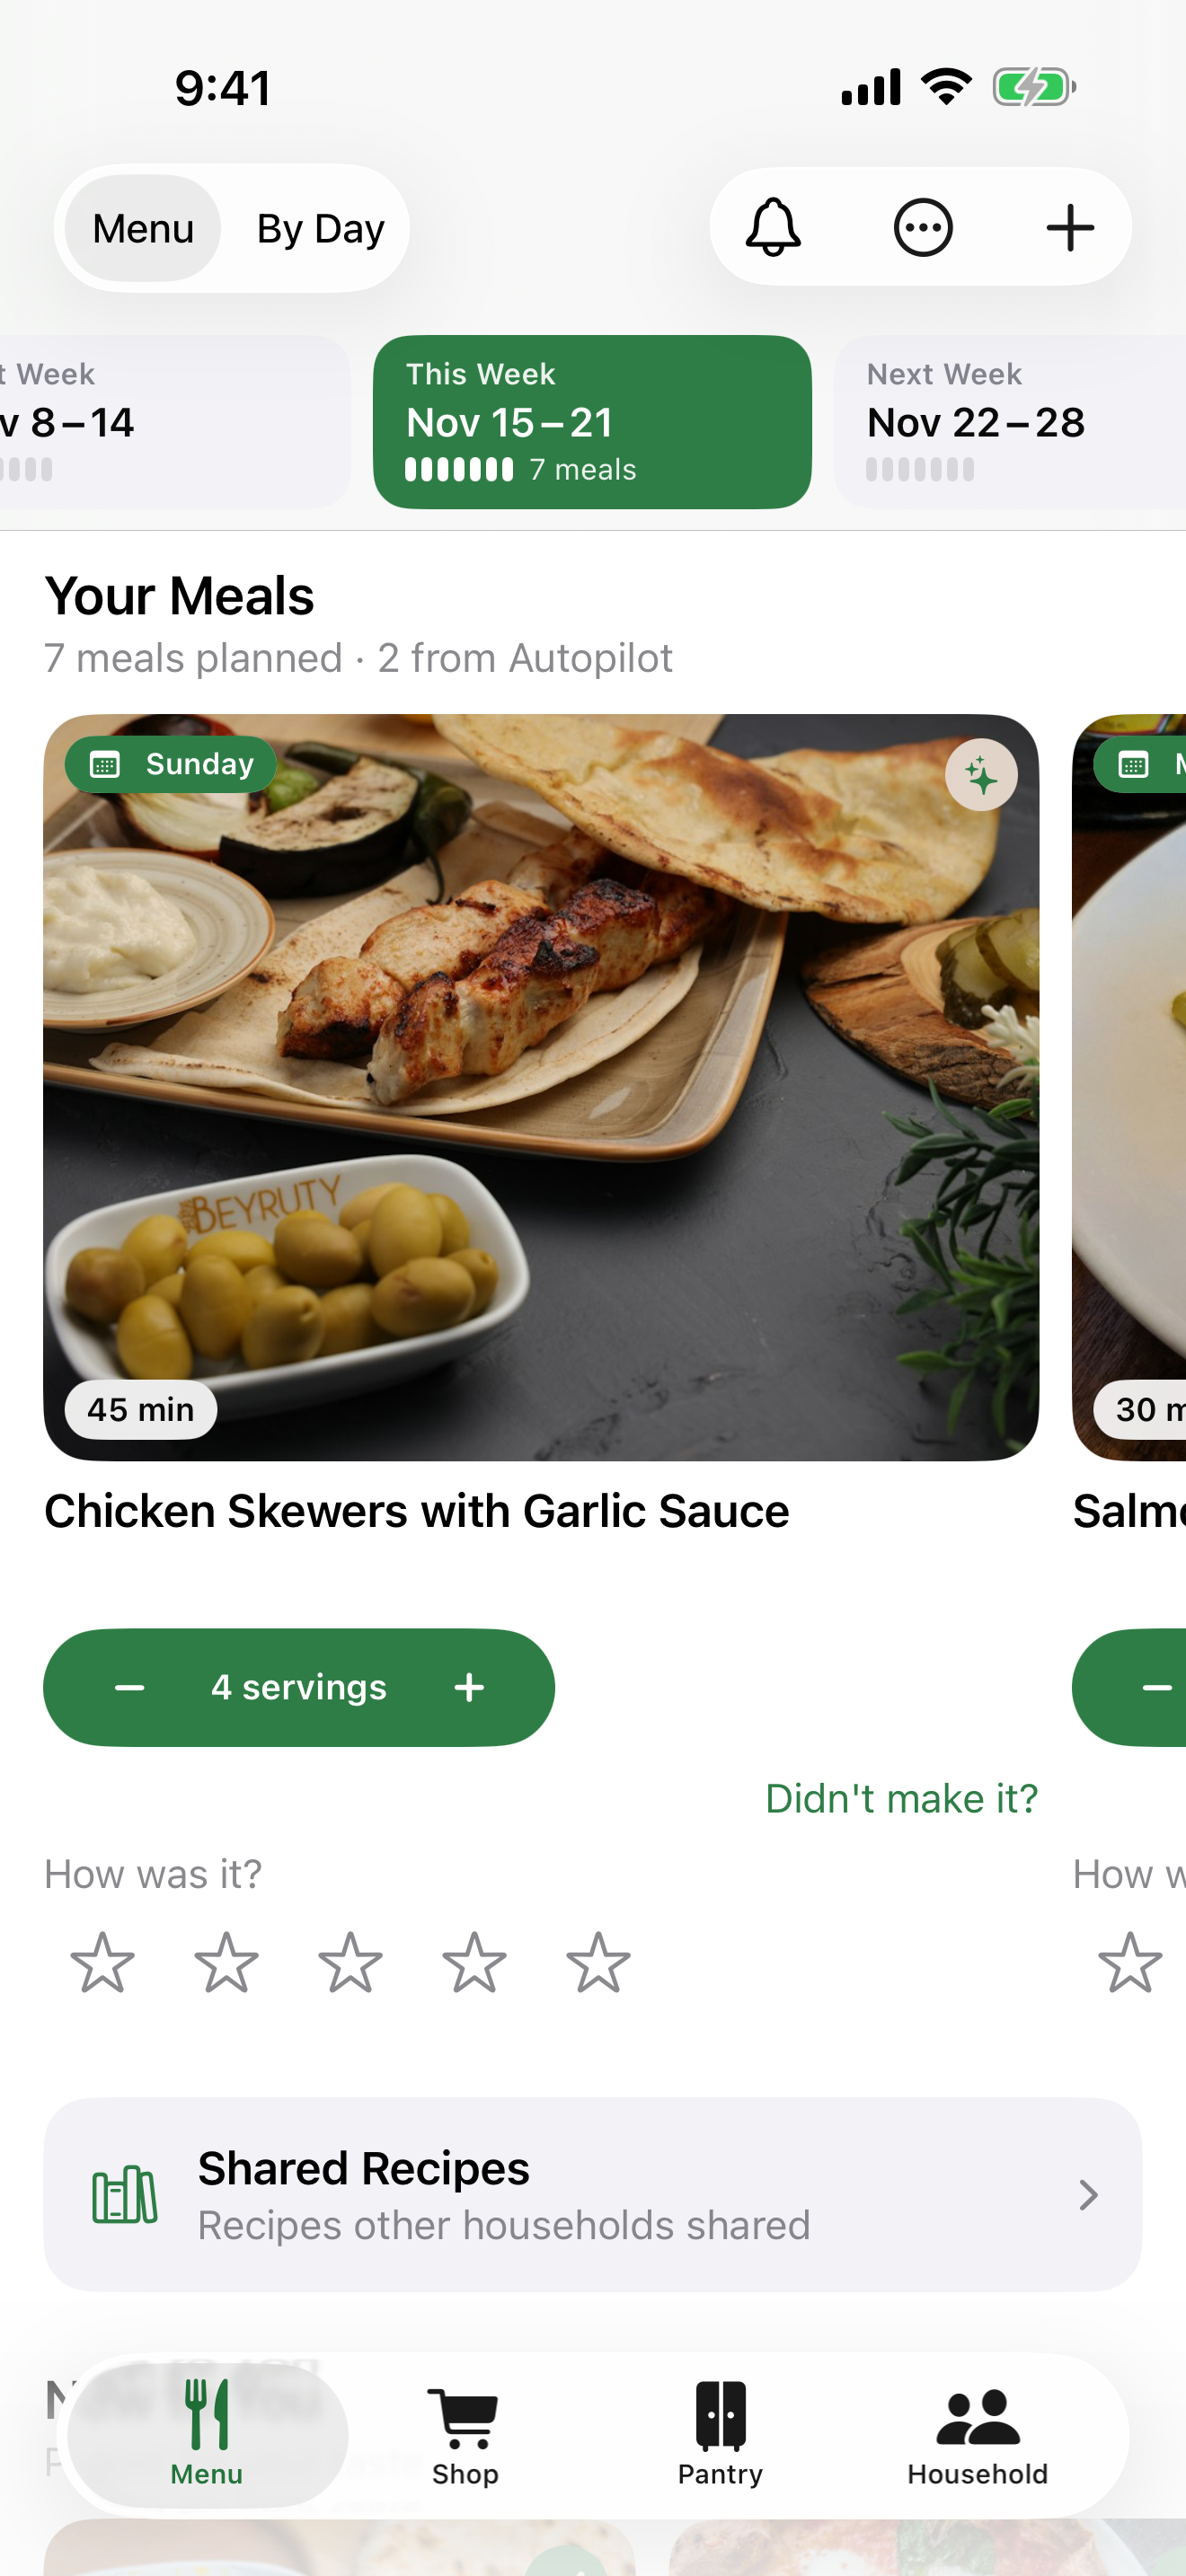 9:41
Menu
By Day
t Week
v 8–14
This Week
Nov 15–21
7 meals
Next Week
Nov 22–28
Your Meals
7 meals planned · 2 from Autopilot
Sunday
M
BEYRUTY
45 min
30 m
Chicken Skewers with Garlic Sauce
Salmo
4 servings
Didn't make it?
How was it?
How w
Shared Recipes
Recipes other households shared
Menu
Shop
Pantry
Household